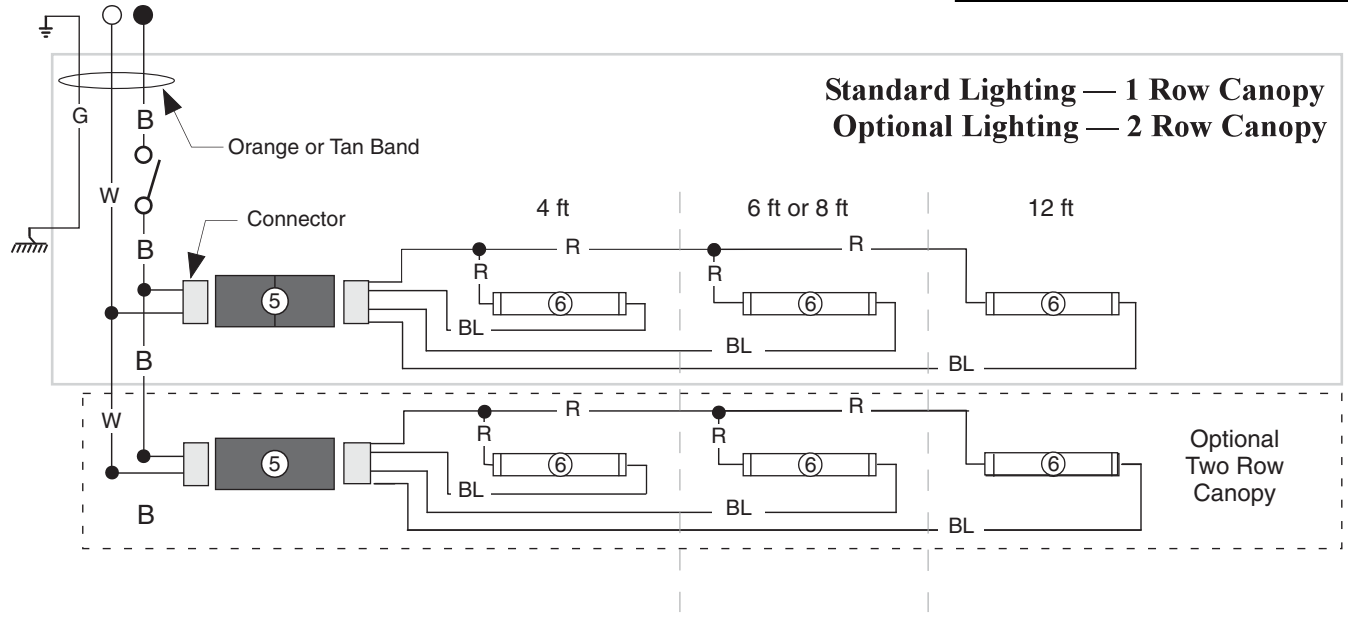 Standard Lighting — 1 Row Canopy
Optional Lighting — 2 Row Canopy
G
B
Orange or Tan Band
W
Connector
4 ft
6 ft or 8 ft
12 ft
B
R
R
R
R
5
6
6
6
BL
BL
BL
B
W
R
R
R
R
5
6
6
6
BL
BL
BL
B
Optional
Two Row
Canopy